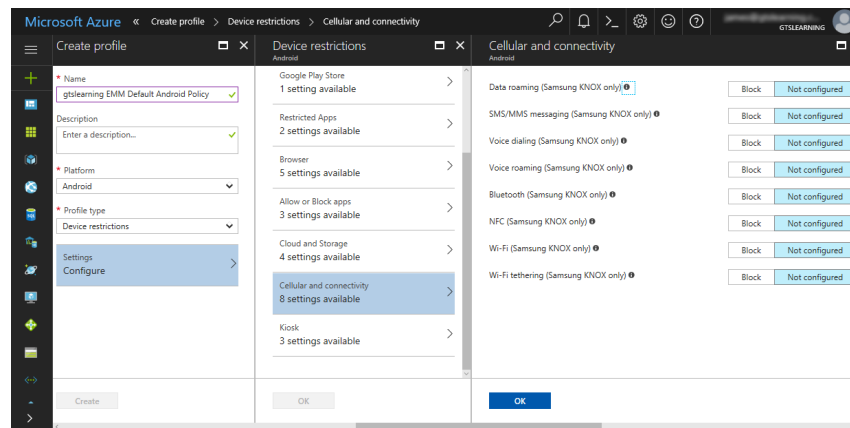 Microsoft Azure « Create profile > Device restrictions > Cellular and connectivity
GTSLEARNING
Create profile
* Name
gtslearning EMM Default Android Policy
Description
Enter a description...
* Platform
Android
* Profile type
Device restrictions
Settings
Configure
Create
Device restrictions
Android
Google Play Store
1 setting available
Restricted Apps
2 settings available
Browser
5 settings available
Allow or Block apps
3 settings available
Cloud and Storage
4 settings available
Cellular and connectivity
8 settings available
Kiosk
3 settings available
OK
Cellular and connectivity
Android
Data roaming (Samsung KNOX only) Block Not configured
SMS/MMS messaging (Samsung KNOX only) Block Not configured
Voice dialing (Samsung KNOX only) Block Not configured
Voice roaming (Samsung KNOX only) Block Not configured
Bluetooth (Samsung KNOX only) Block Not configured
NFC (Samsung KNOX only) Block Not configured
Wi-Fi (Samsung KNOX only) Block Not configured
Wi-Fi tethering (Samsung KNOX only) Block Not configured
OK